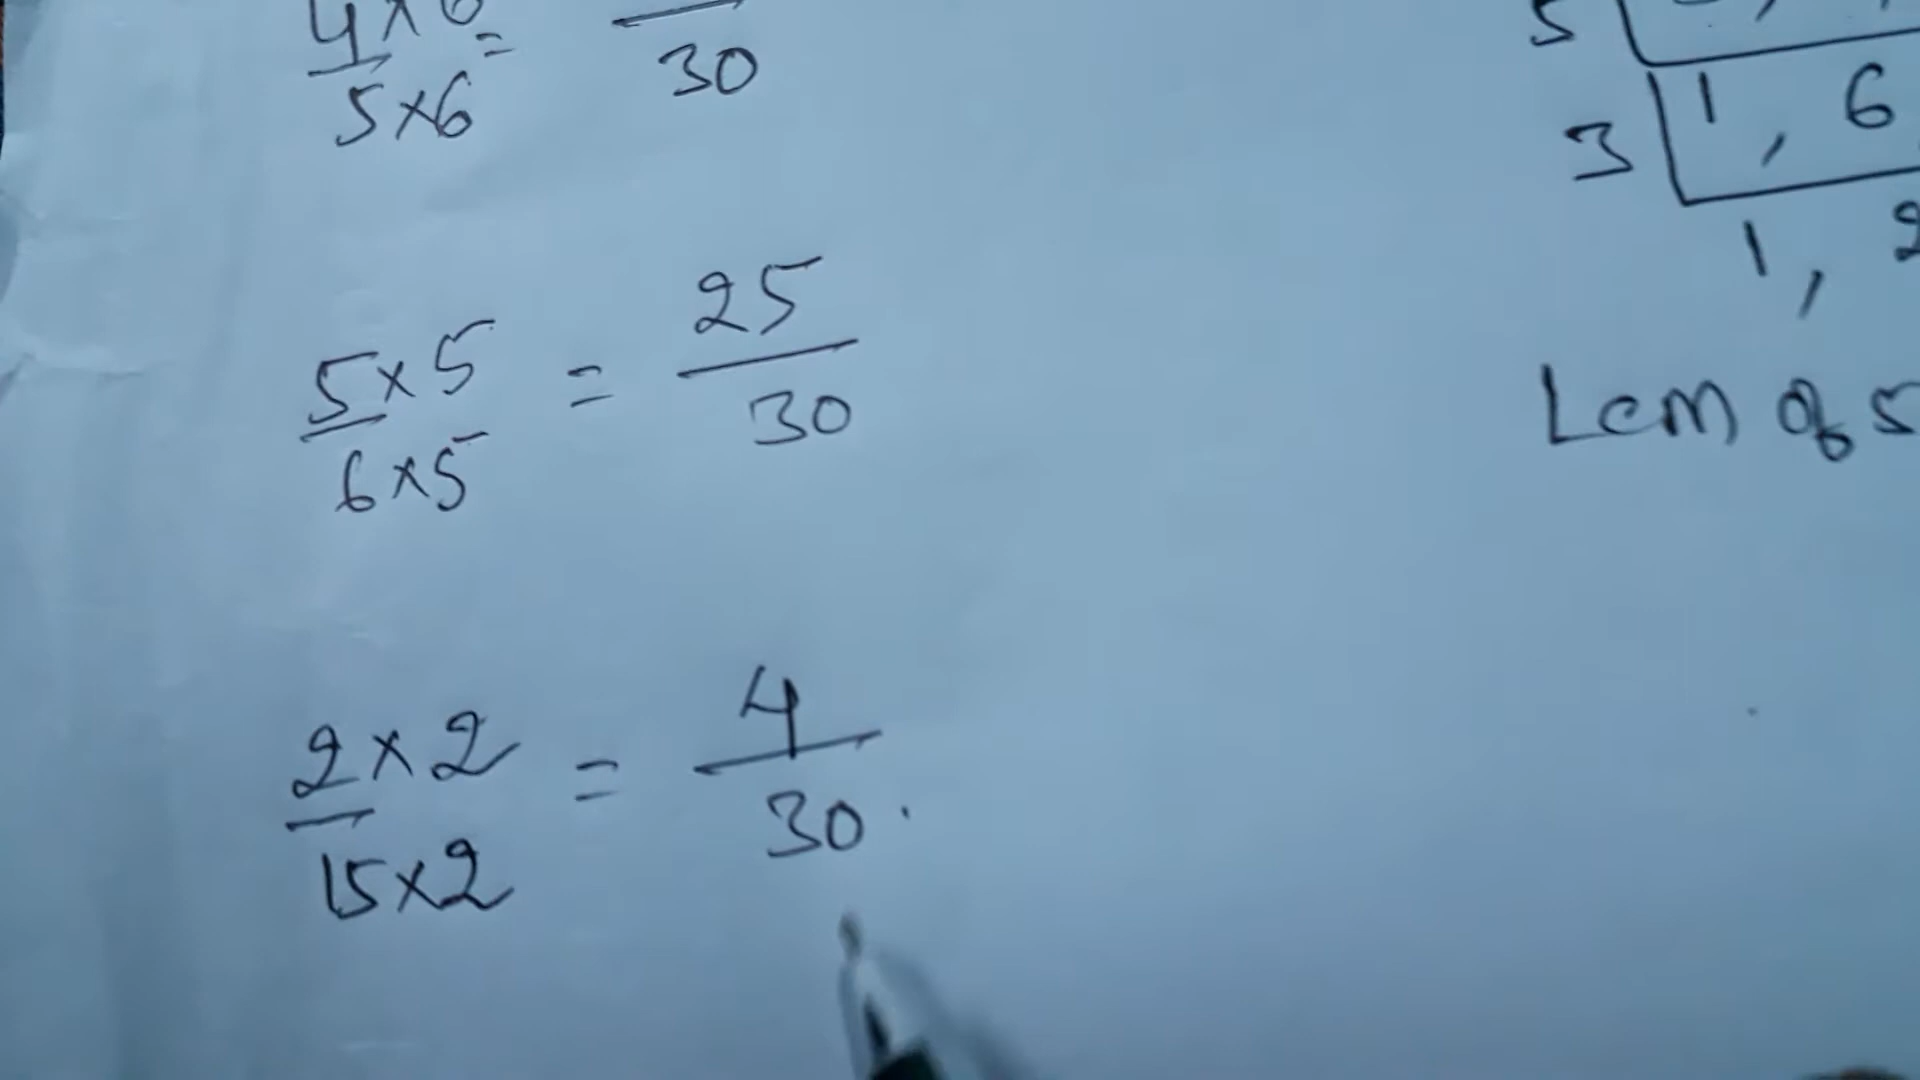 4×6 =
5×6 30
5×5 = 25
6×5 30
2×2 = 4
15×2 30.
5
3 1, 6
1, 2
Lcm of 5